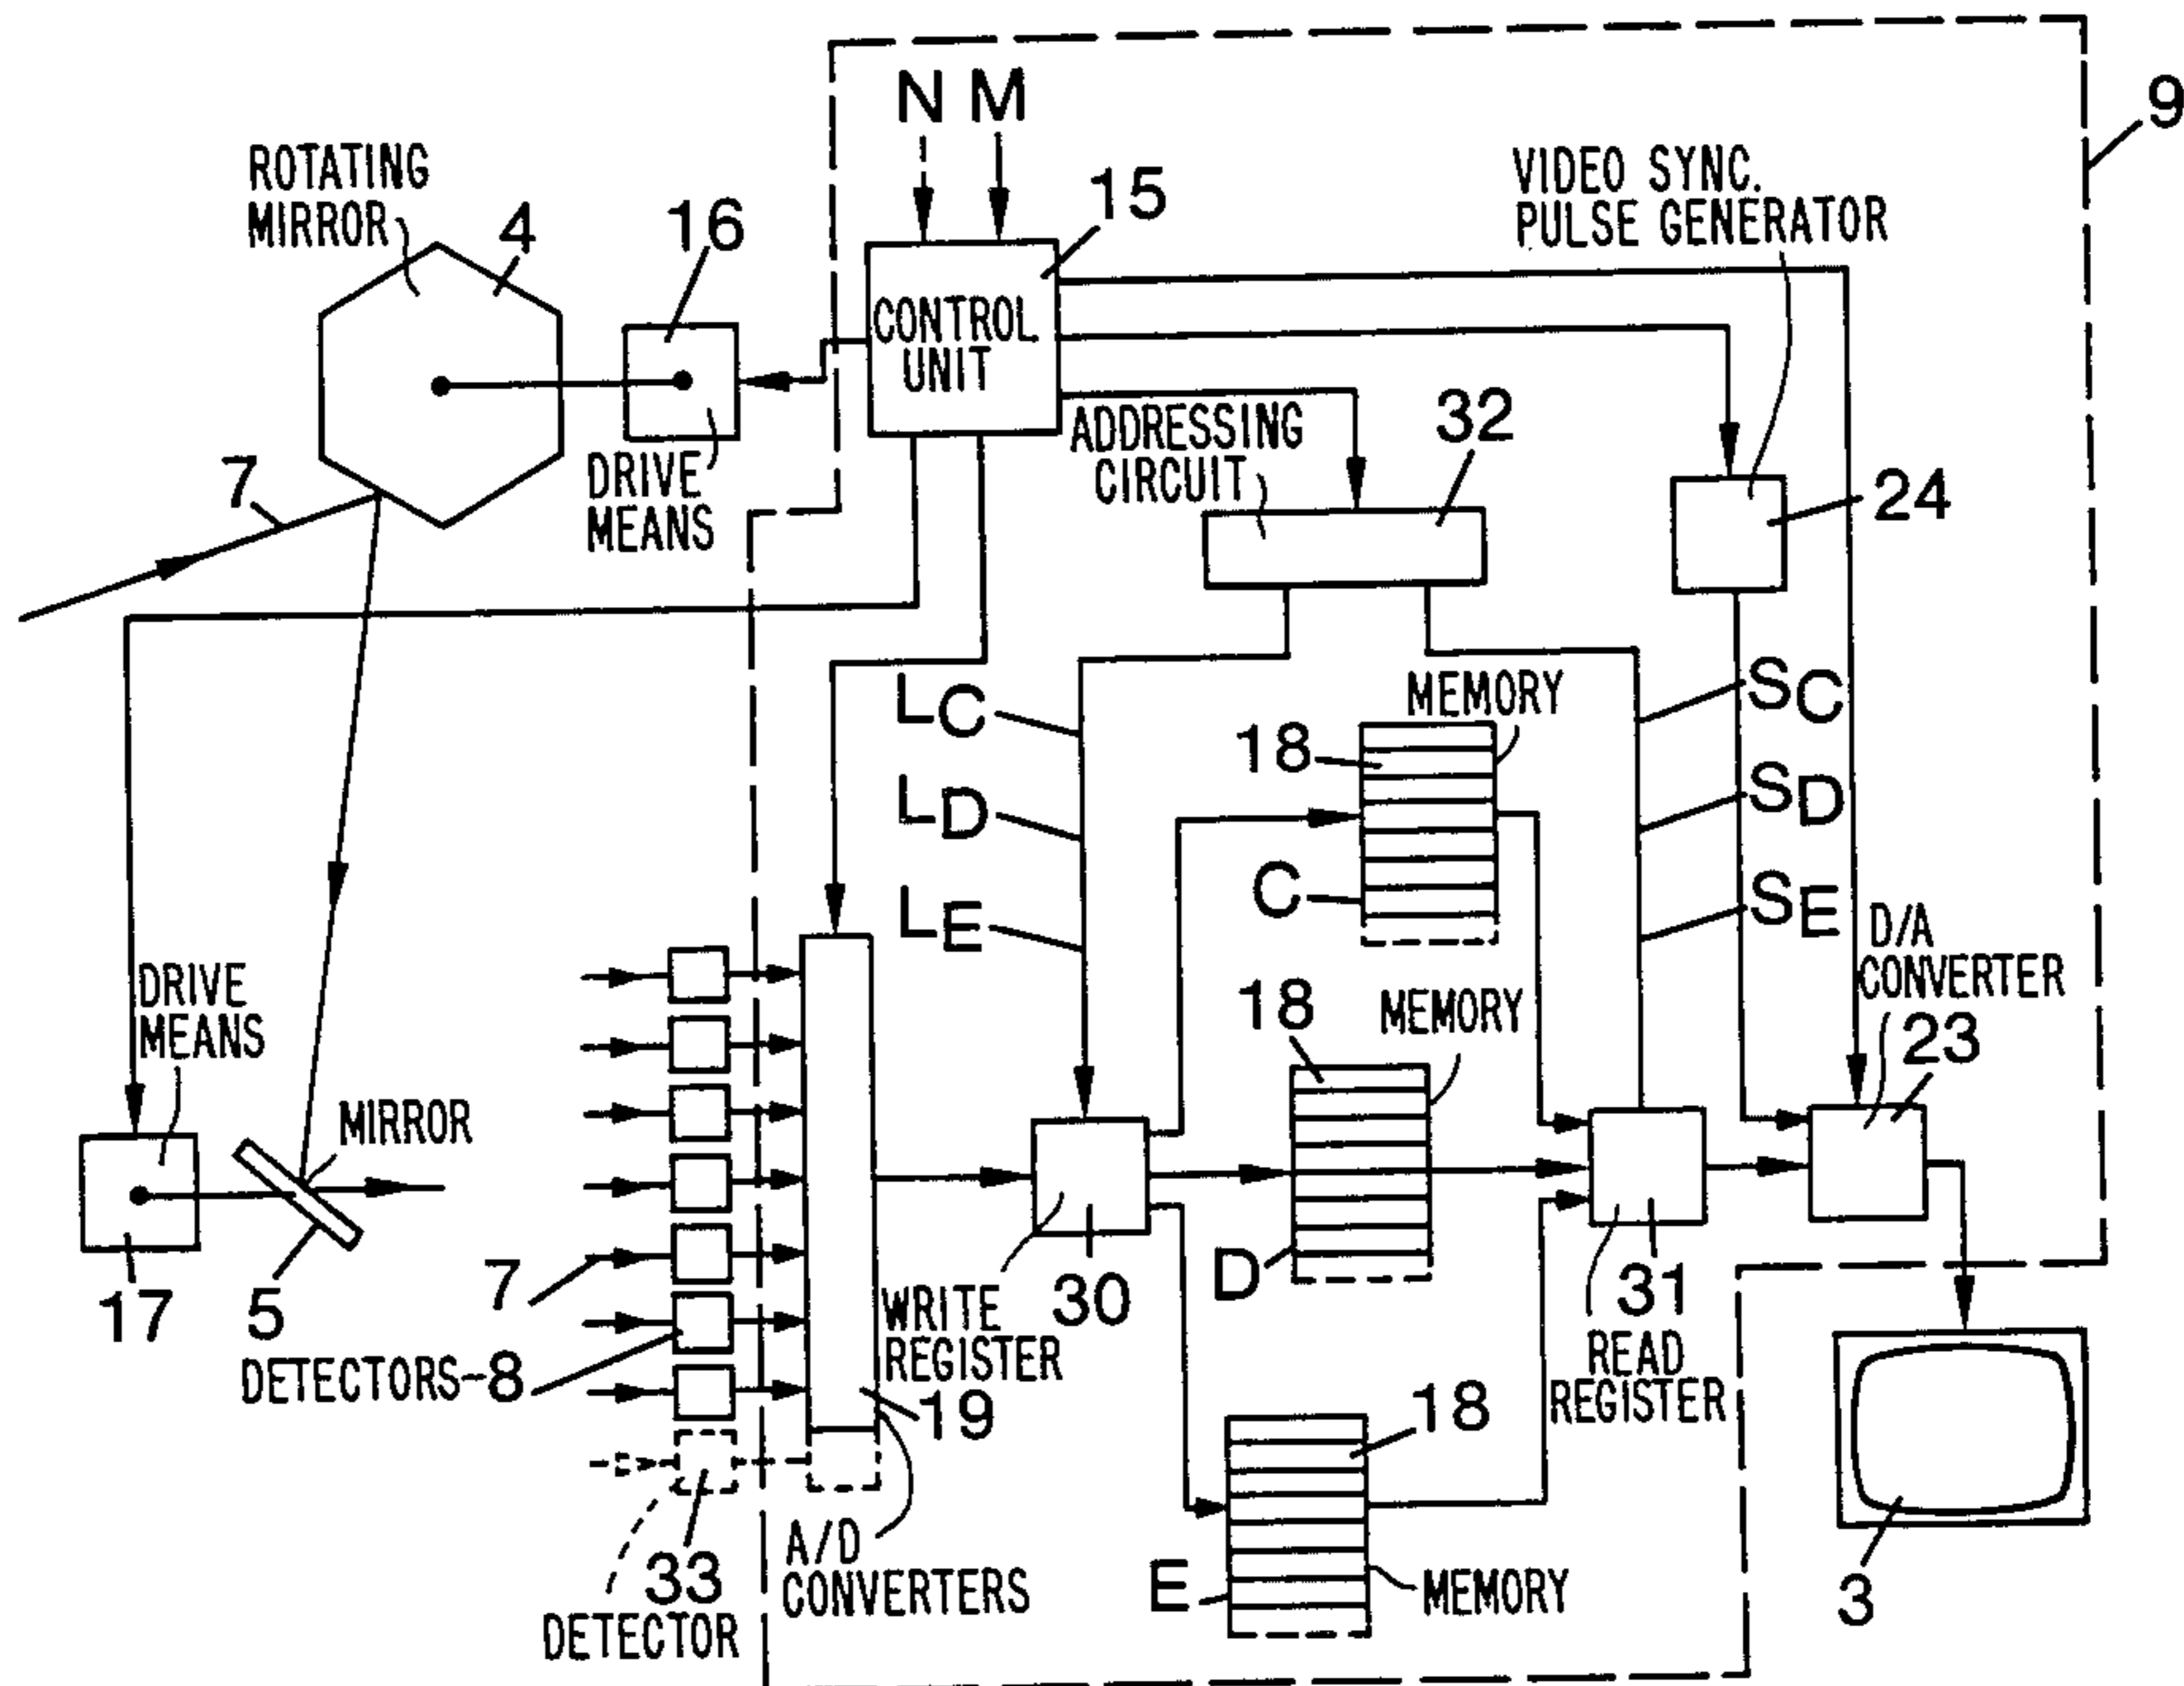 N M
9
ROTATING
MIRROR
4
16
15
VIDEO SYNC.
PULSE GENERATOR
CONTROL
UNIT
7
DRIVE
MEANS
ADDRESSING
CIRCUIT
32
24
LC
LD
LE
MEMORY
18
C
SC
SD
SE
D/A
CONVERTER
23
DRIVE
MEANS
MIRROR
18
MEMORY
17
5
7
DETECTORS-8
WRITE
REGISTER
19
30
D
31
READ
REGISTER
18
33
DETECTOR
A/D
CONVERTERS
E
MEMORY
3